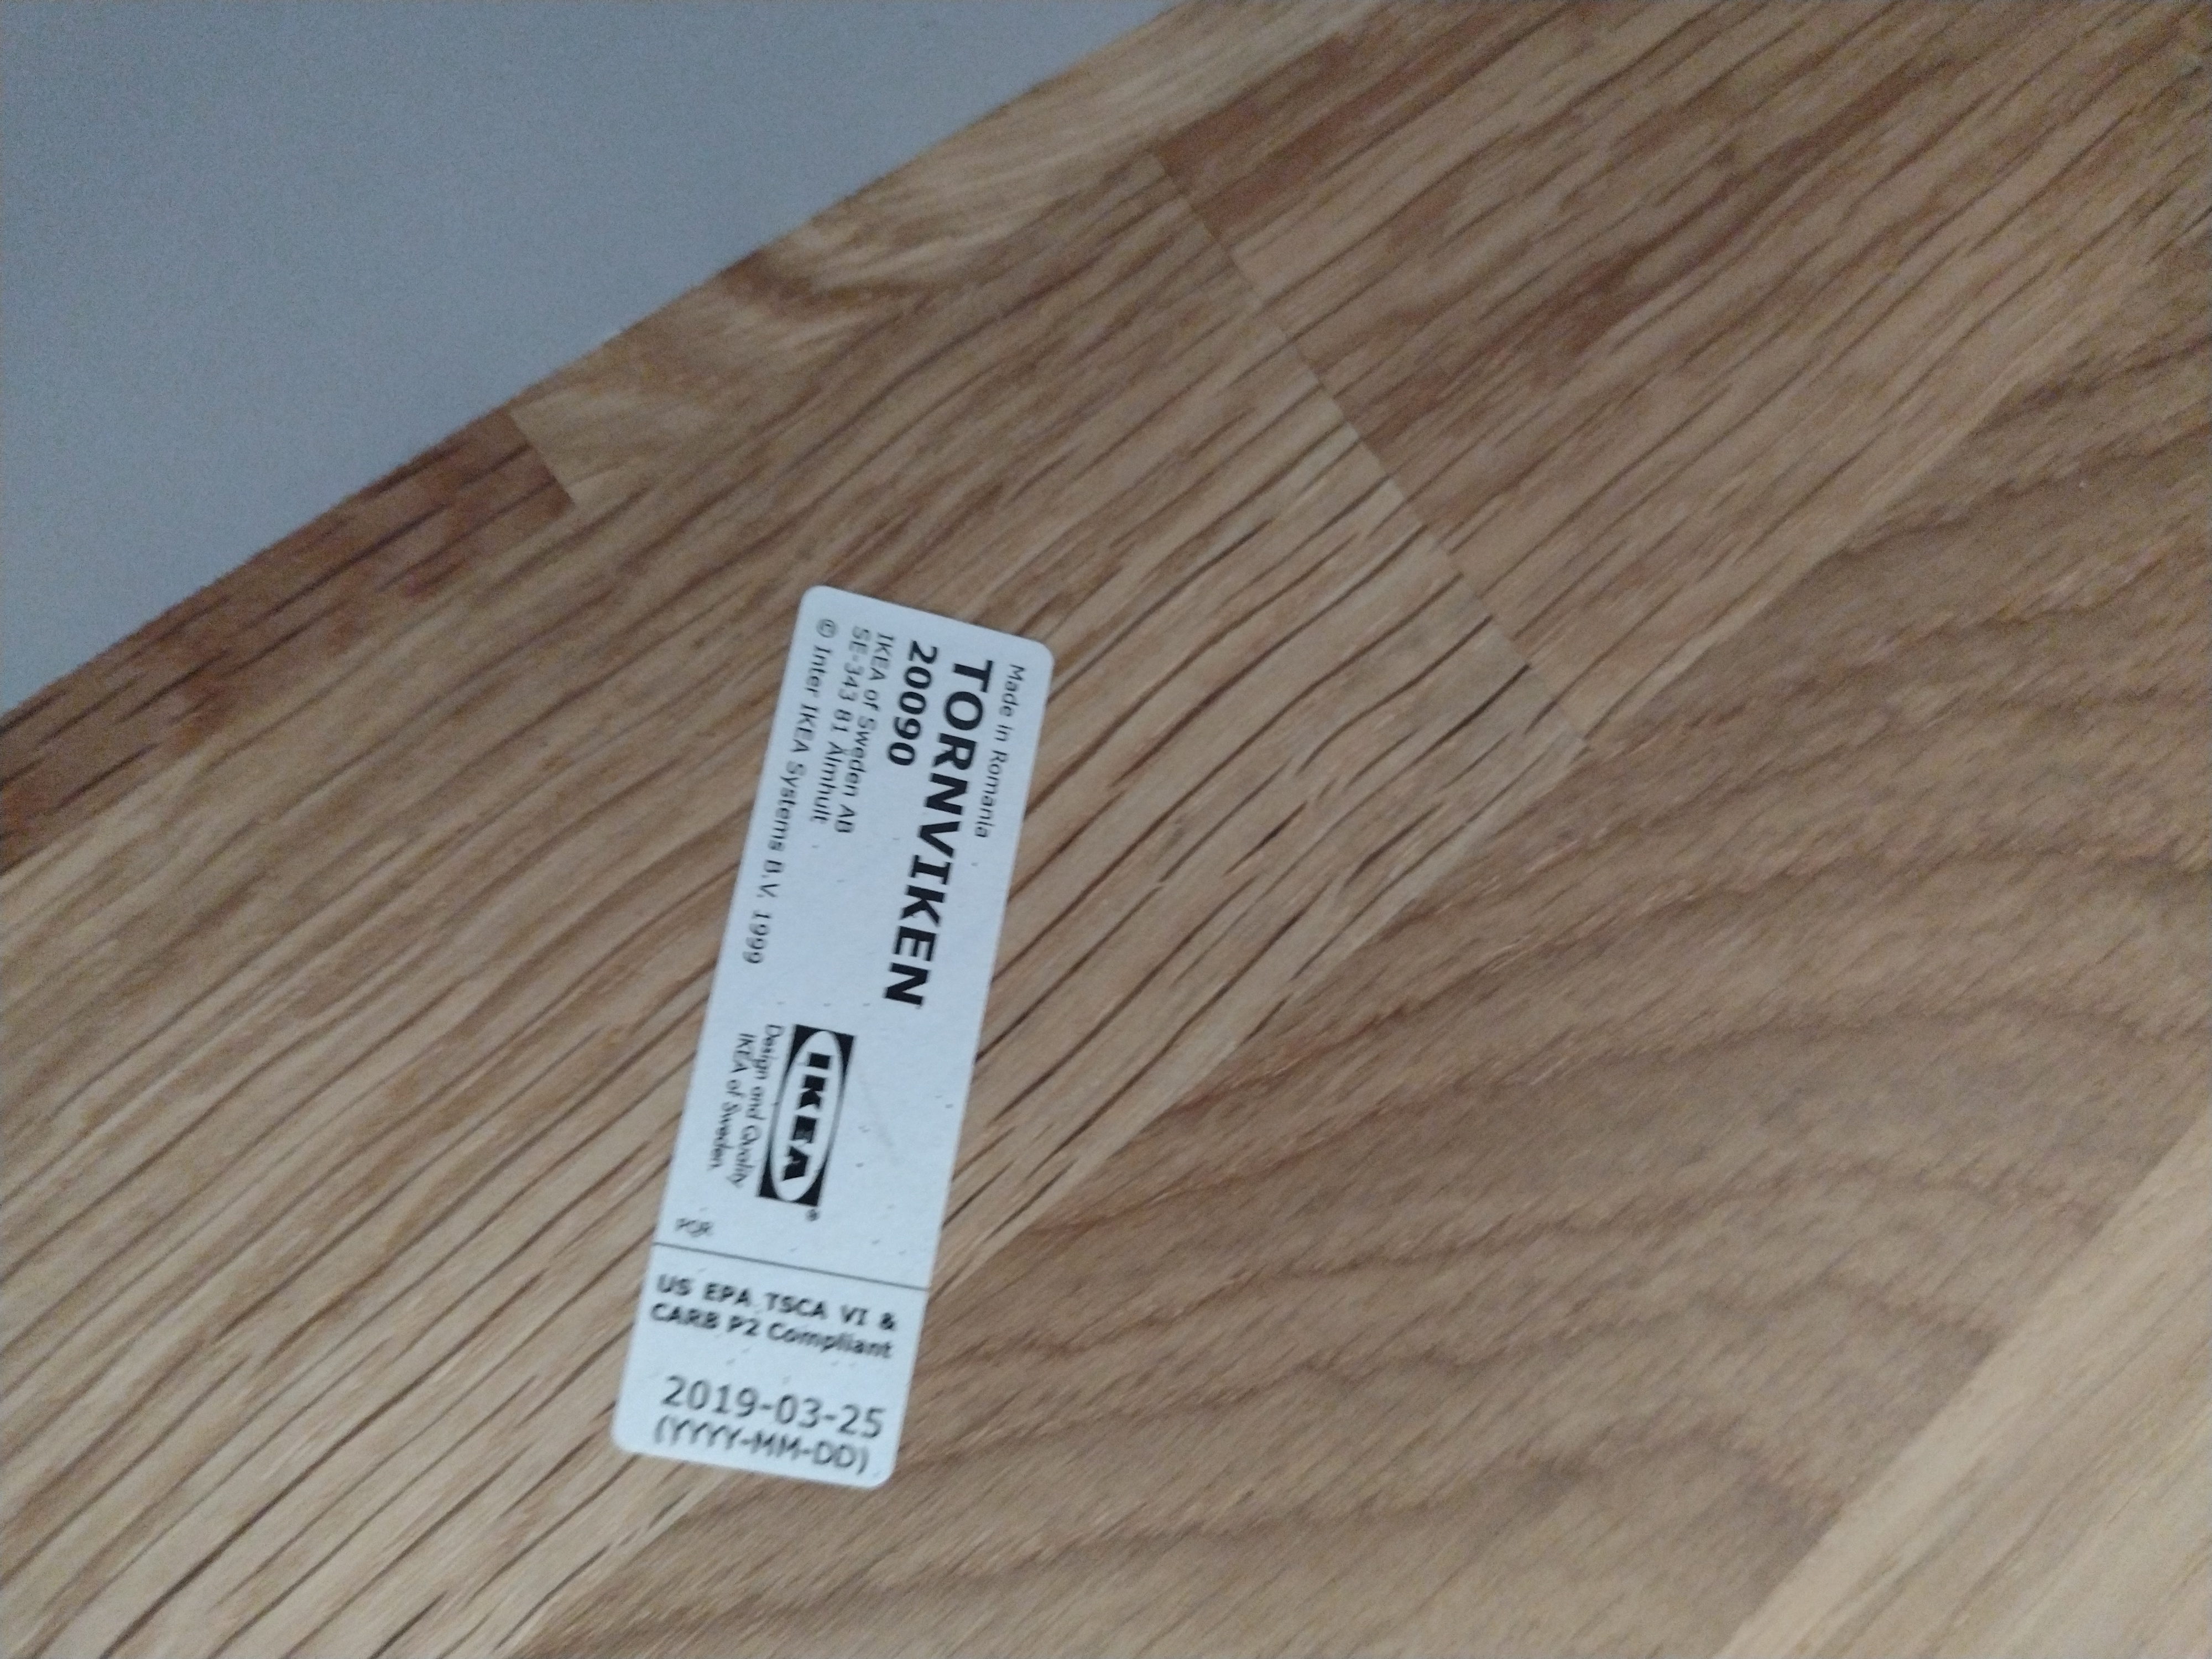 Made in Romania
TORNVIKEN
20090
IKEA of Sweden AB
SE-343 81 Älmhult
© Inter IKEA Systems B.V. 1999
IKEA®
Design and Quality
IKEA of Sweden
PQR
US EPA TSCA VI &
CARB P2 Compliant
2019-03-25
(YYYY-MM-DD)